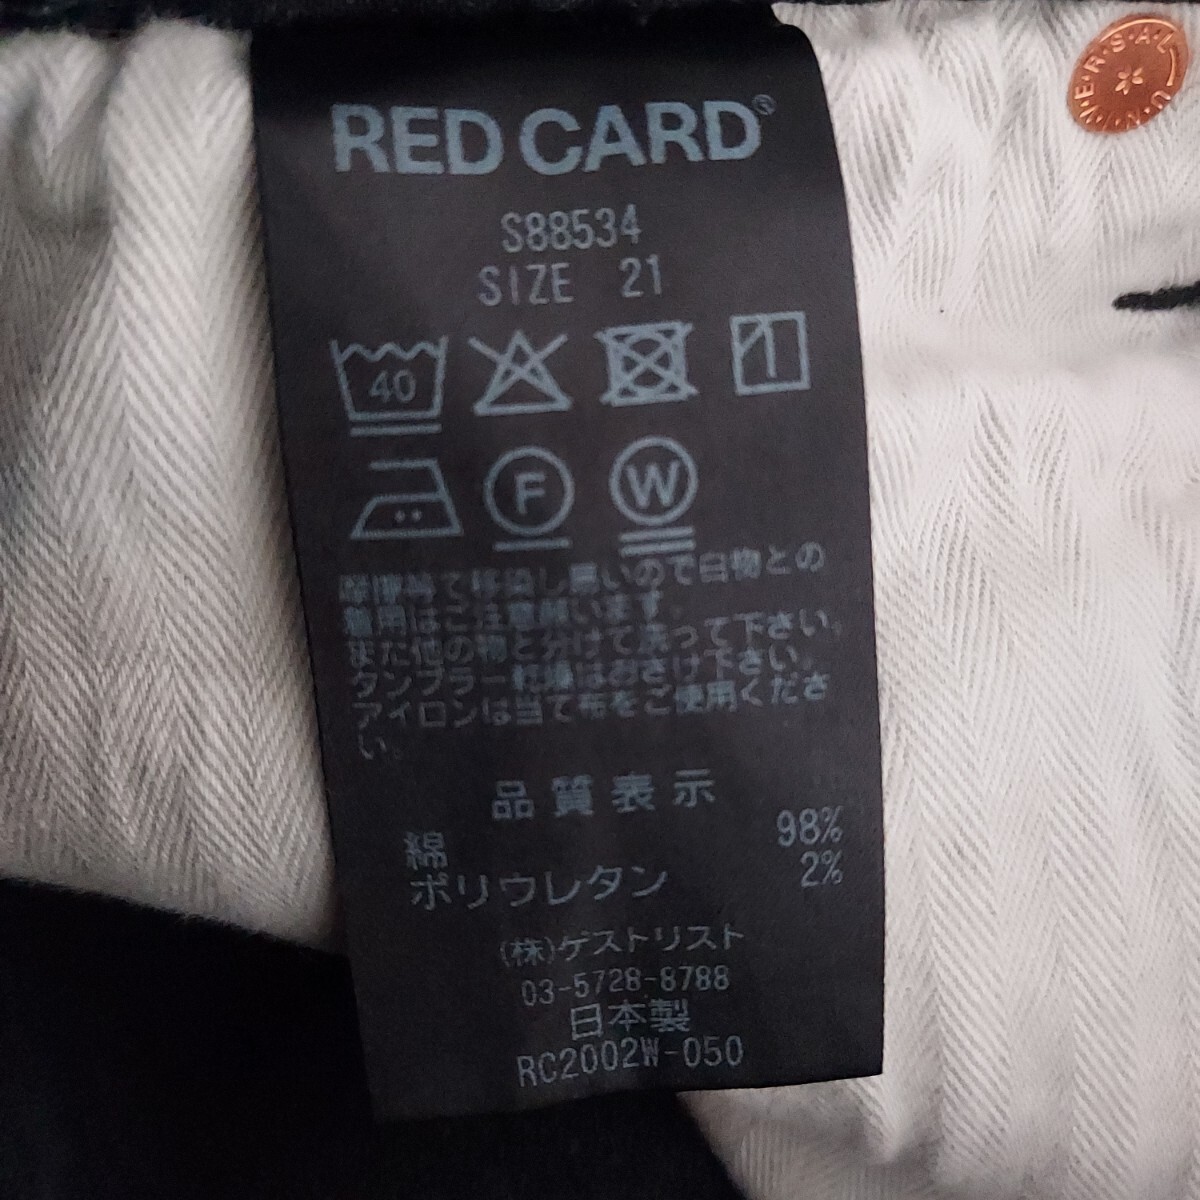 RED CARD®
S88534
SIZE 21
40
F W
摩擦等で移染し易いので白物との
着用はご注意願います。
また他の物と分けて洗って下さい。
タンブラー乾燥はおさけ下さい。
アイロンは当て布をご使用くださ
い。
品質表示
綿 98%
ポリウレタン 2%
(株)ゲストリスト
03-5728-8788
日本製
RC2002W-050
UNIVERSAL